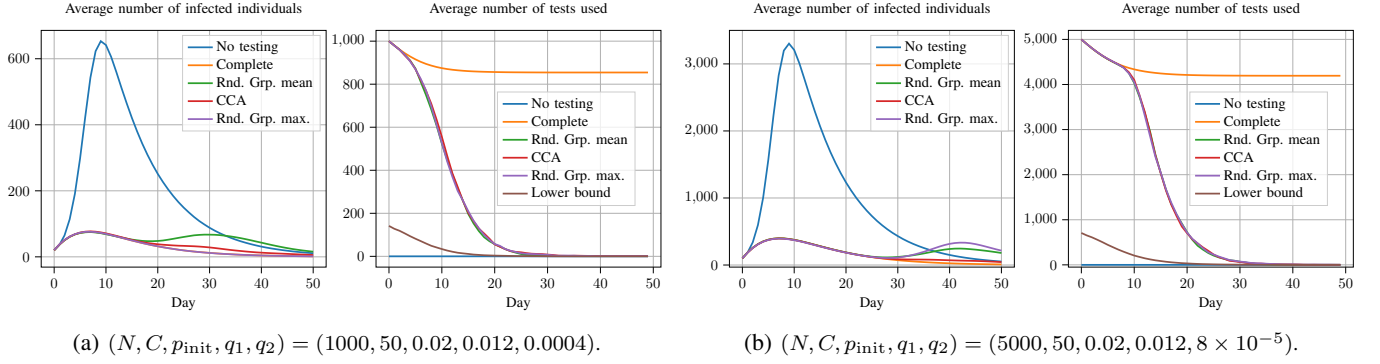 Average number of infected individuals
600
400
200
0
0
10
20
30
40
50
Day
No testing
Complete
Rnd. Grp. mean
CCA
Rnd. Grp. max.
Average number of tests used
1,000
800
600
400
200
0
0
10
20
30
40
50
Day
No testing
Complete
Rnd. Grp. mean
CCA
Rnd. Grp. max.
Lower bound
(a) (N, C, p_init, q_1, q_2) = (1000, 50, 0.02, 0.012, 0.0004).
Average number of infected individuals
3,000
2,000
1,000
0
0
10
20
30
40
50
Day
No testing
Complete
Rnd. Grp. mean
CCA
Rnd. Grp. max.
Average number of tests used
5,000
4,000
3,000
2,000
1,000
0
0
10
20
30
40
50
Day
No testing
Complete
Rnd. Grp. mean
CCA
Rnd. Grp. max.
Lower bound
(b) (N, C, p_init, q_1, q_2) = (5000, 50, 0.02, 0.012, 8 × 10^−5).